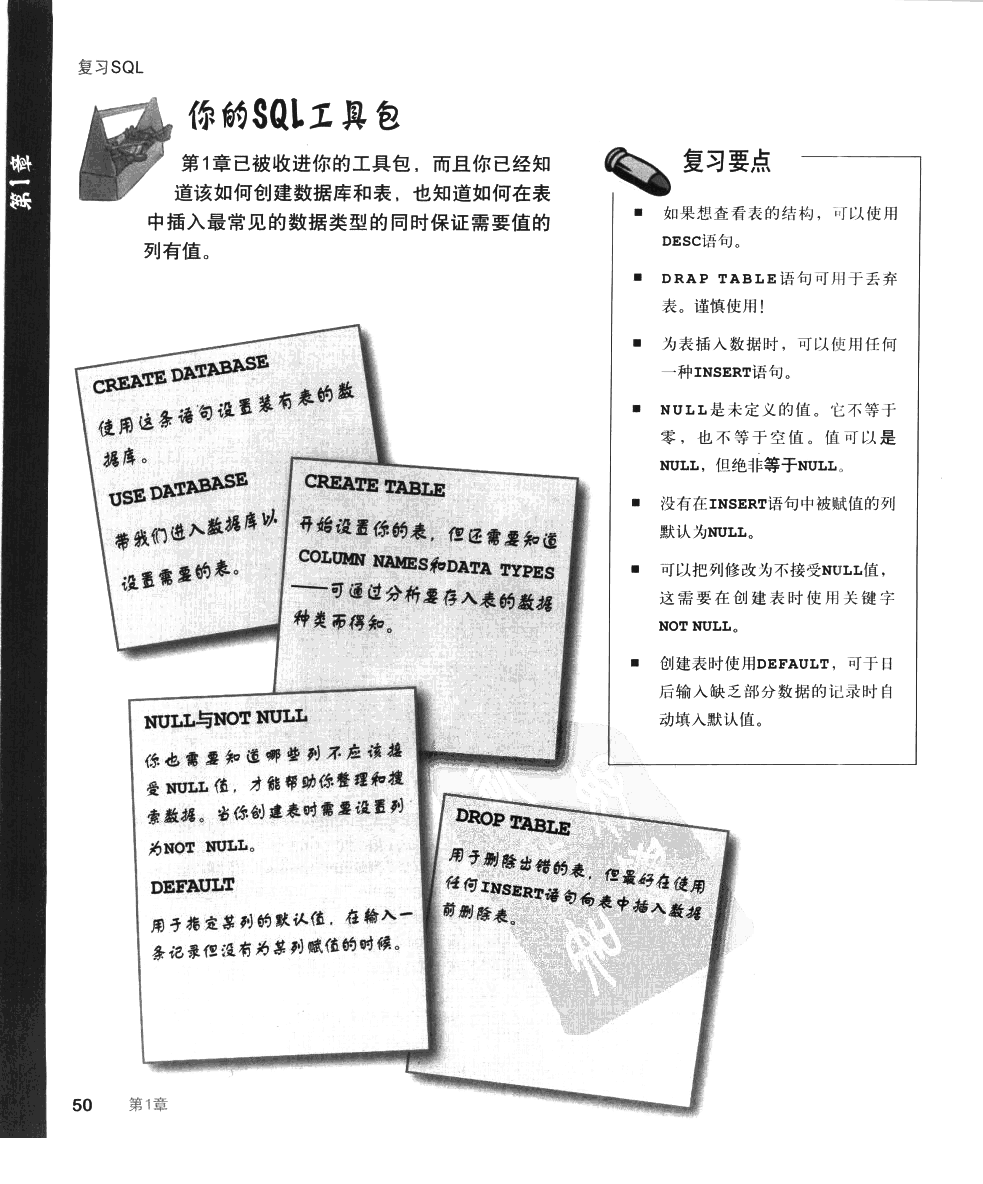 复习SQL
第1章
你的SQL工具包
第1章已被收进你的工具包，而且你已经知
道该如何创建数据库和表，也知道如何在表
中插入最常见的数据类型的同时保证需要值的
列有值。
复习要点
■ 如果想查看表的结构，可以使用
DESC语句。
■ DRAP TABLE语句可用于丢弃
表。谨慎使用！
■ 为表插入数据时，可以使用任何
一种INSERT语句。
■ NULL是未定义的值。它不等于
零，也不等于空值。值可以是
NULL，但绝非等于NULL。
■ 没有在INSERT语句中被赋值的列
默认为NULL。
■ 可以把列修改为不接受NULL值，
这需要在创建表时使用关键字
NOT NULL。
■ 创建表时使用DEFAULT，可于日
后输入缺乏部分数据的记录时自
动填入默认值。
CREATE DATABASE
使用这条语句设置装有表的数
据库。
USE DATABASE
带我们进入数据库以
设置需要的表。
CREATE TABLE
开始设置你的表，但还需要知道
COLUMN NAMES和DATA TYPES
——可通过分析要存入表的数据
种类而得知。
NULL与NOT NULL
你也需要知道哪些列不应该接
受 NULL 值，才能帮助你整理和搜
索数据。当你创建表时需要设置列
为NOT NULL。
DEFAULT
用于指定某列的默认值，在输入一
条记录但没有为某列赋值的时候。
DROP TABLE
用于删除出错的表，但最好在使用
任何INSERT语句向表中插入数据
前删除表。
50 第1章